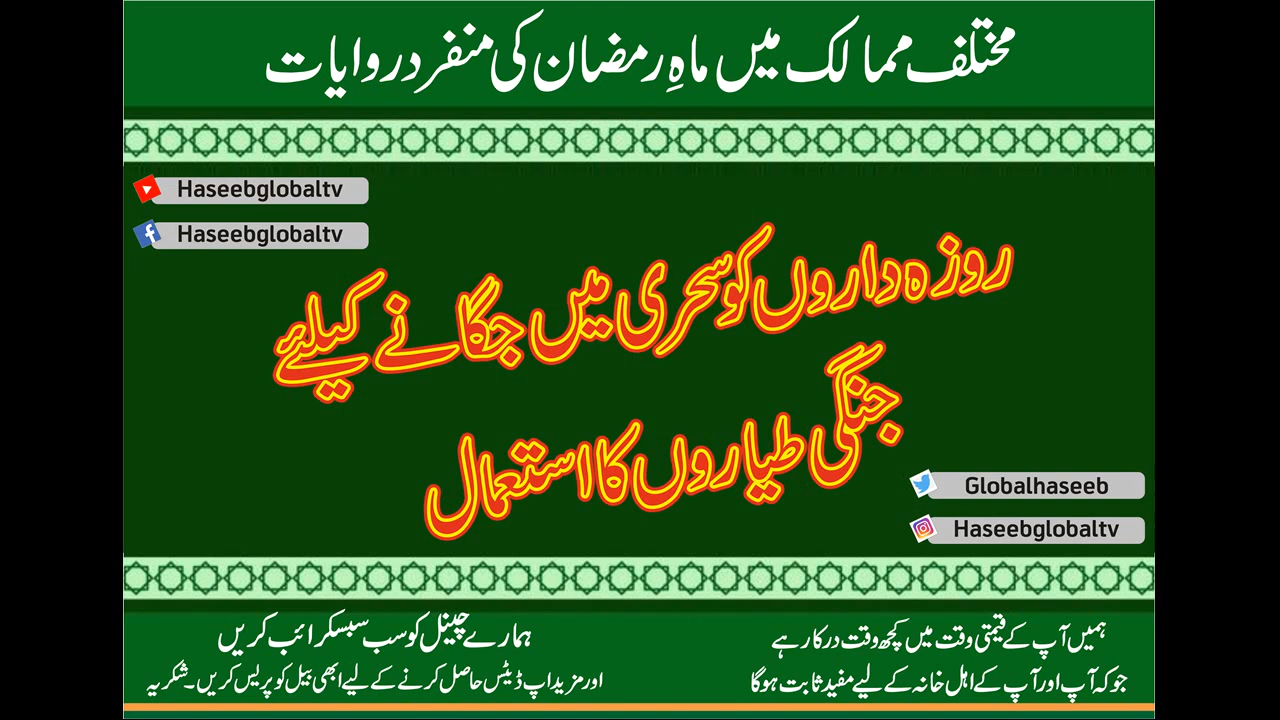 مختلف ممالک میں ماہِ رمضان کی منفرد روایات
Haseebglobaltv
Haseebglobaltv
روزہ داروں کو سحری میں جگانے کیلئے
جنگی طیاروں کا استعمال
Globalhaseeb
Haseebglobaltv
ہمیں آپ کے قیمتی وقت میں کچھ وقت درکار ہے
جو کہ آپ اور آپ کے اہل خانہ کے لیے مفید ثابت ہوگا
ہمارے چینل کو سب سبسکرائب کریں
اور مزید اپ ڈیٹس حاصل کرنے کے لیے ابھی بیل کو پریس کریں۔ شکریہ